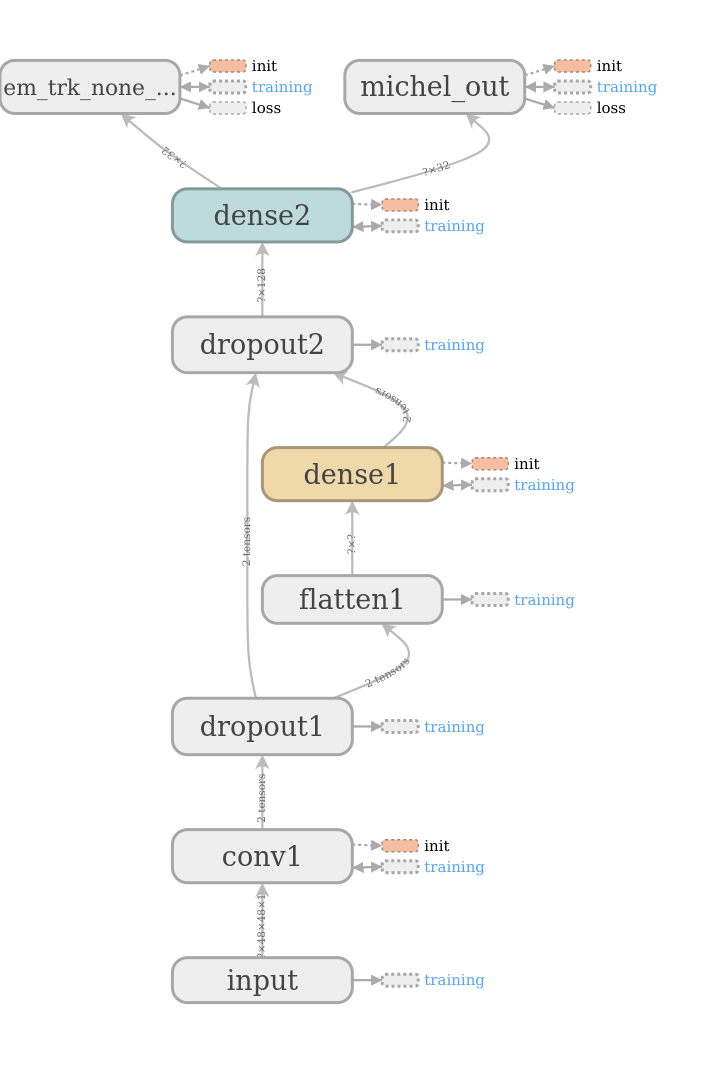 init
em_trk_none_... training
loss
init
michel_out training
loss
?×32
?×32
dense2
init
training
?×128
dropout2
training
2 tensors
dense1
init
training
2 tensors
?×?
flatten1
training
2 tensors
dropout1
training
2 tensors
conv1
init
training
?×48×48×1
input
training